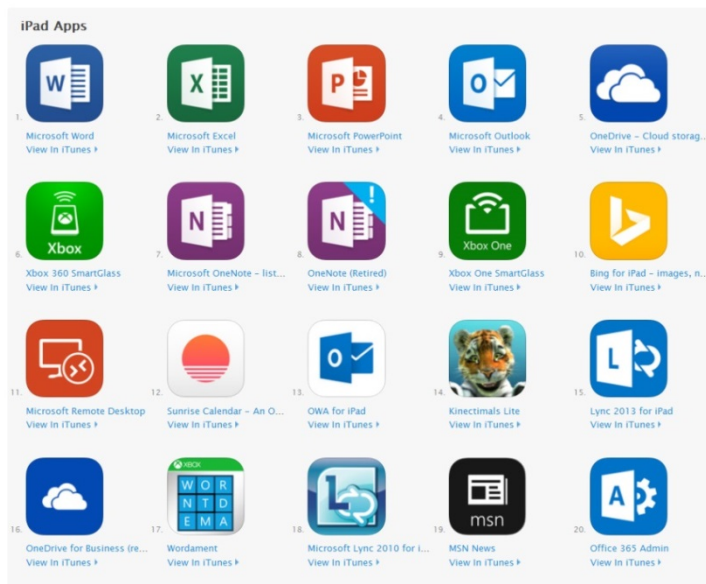 iPad Apps
W
X
P
O
1.
Microsoft Word
View In iTunes
2.
Microsoft Excel
View In iTunes
3.
Microsoft PowerPoint
View In iTunes
4.
Microsoft Outlook
View In iTunes
5.
OneDrive – Cloud storag...
View In iTunes
Xbox
N
N !
Xbox One
6.
Xbox 360 SmartGlass
View In iTunes
7.
Microsoft OneNote – list...
View In iTunes
8.
OneNote (Retired)
View In iTunes
9.
Xbox One SmartGlass
View In iTunes
10.
Bing for iPad – images, n...
View In iTunes
O
L
11.
Microsoft Remote Desktop
View In iTunes
12.
Sunrise Calendar – An O...
View In iTunes
13.
OWA for iPad
View In iTunes
14.
Kinectimals Lite
View In iTunes
15.
Lync 2013 for iPad
View In iTunes
XBOX
W O R
N T D
E M A
L
msn
A
16.
OneDrive for Business (re...
View In iTunes
17.
Wordament
View In iTunes
18.
Microsoft Lync 2010 for i...
View In iTunes
19.
MSN News
View In iTunes
20.
Office 365 Admin
View In iTunes